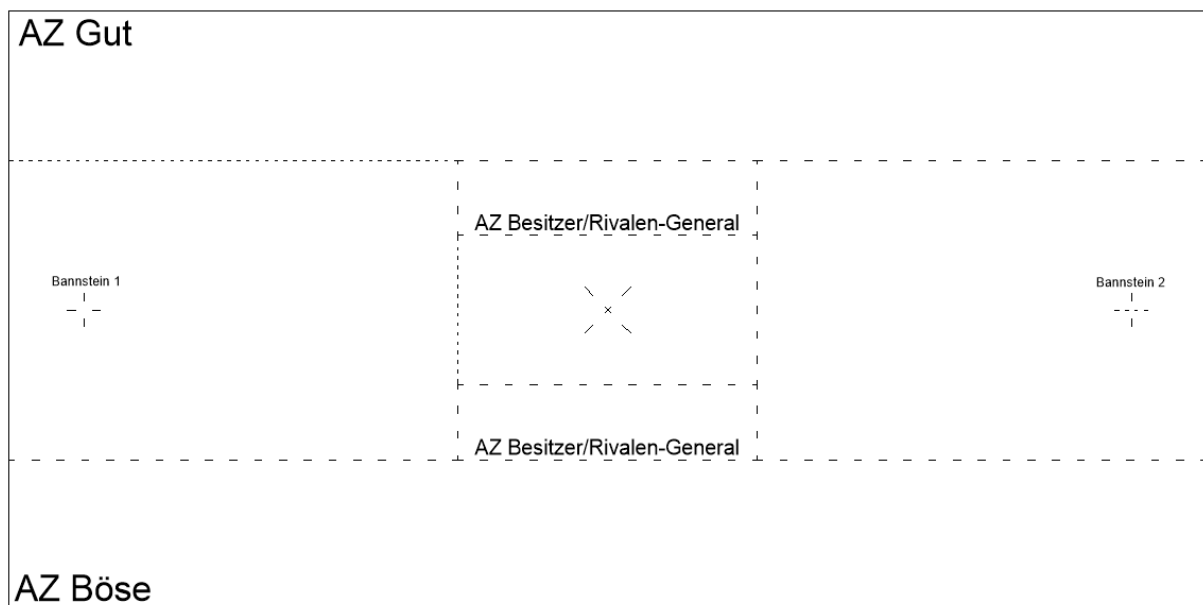 AZ Gut
AZ Besitzer/Rivalen-General
Bannstein 1
Bannstein 2
AZ Besitzer/Rivalen-General
AZ Böse